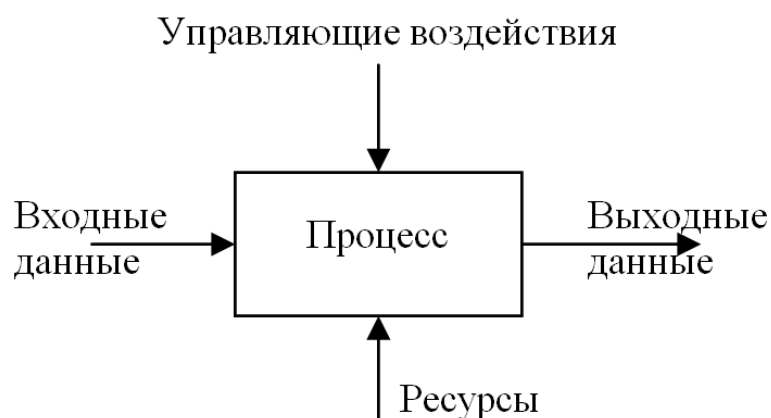 Управляющие воздействия
Входные
данные
Процесс
Выходные
данные
Ресурсы